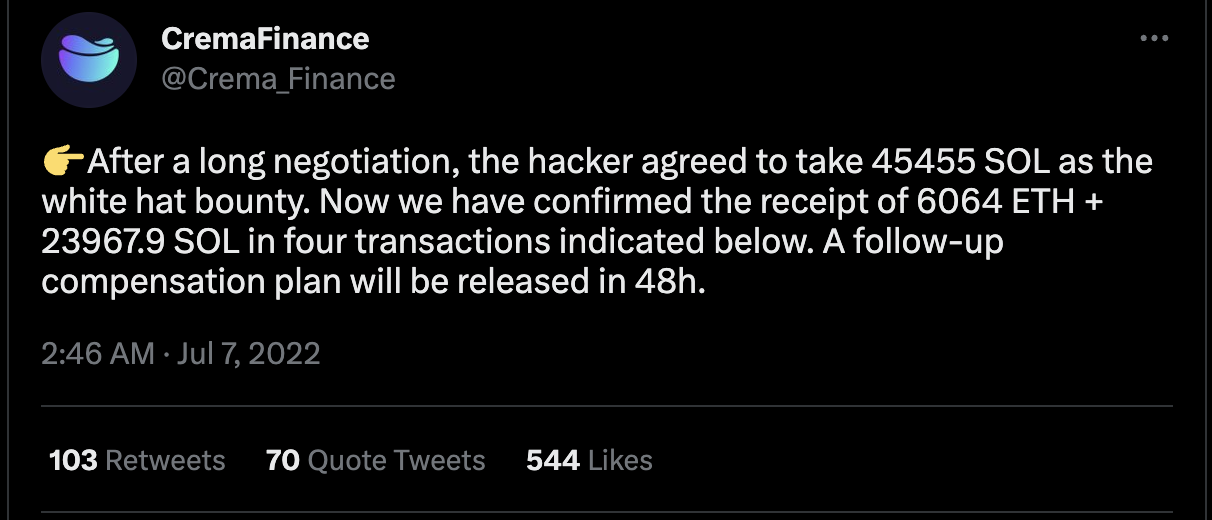 CremaFinance
@Crema_Finance
👉After a long negotiation, the hacker agreed to take 45455 SOL as the
white hat bounty. Now we have confirmed the receipt of 6064 ETH +
23967.9 SOL in four transactions indicated below. A follow-up
compensation plan will be released in 48h.
2:46 AM · Jul 7, 2022
103 Retweets 70 Quote Tweets 544 Likes